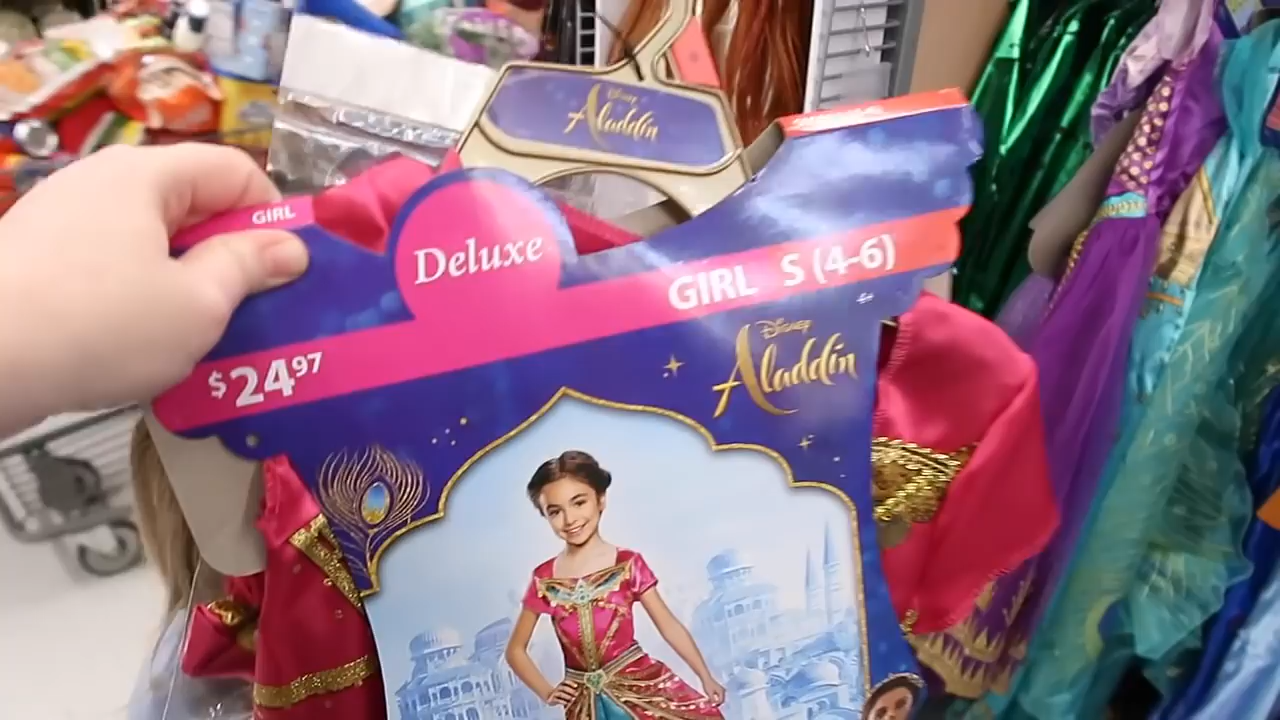 Disney
Aladdin
GIRL
Deluxe
GIRL S (4-6)
$24.97
Disney
Aladdin